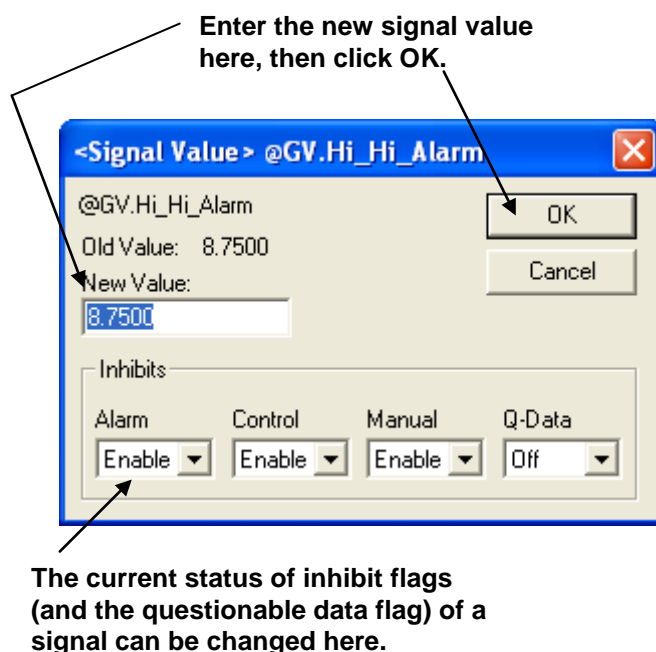 Enter the new signal value
here, then click OK.
<Signal Value> @GV.Hi_Hi_Alarm
@GV.Hi_Hi_Alarm
OK
Old Value: 8.7500
Cancel
New Value:
8.7500
Inhibits
Alarm Control Manual Q-Data
Enable Enable Enable Off
The current status of inhibit flags
(and the questionable data flag) of a
signal can be changed here.